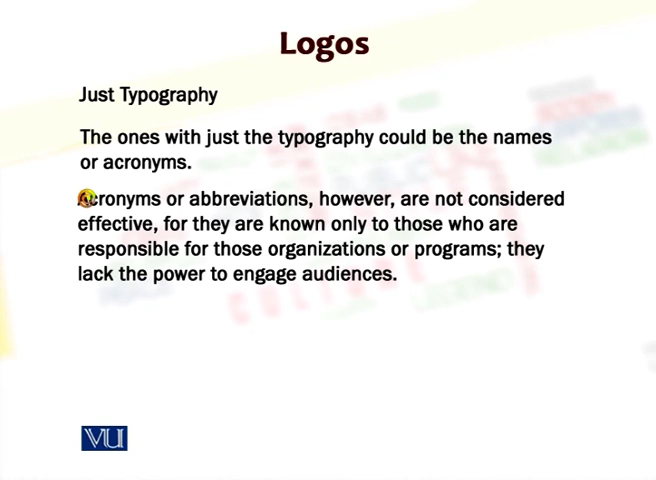 Logos
Just Typography
The ones with just the typography could be the names
or acronyms.
Acronyms or abbreviations, however, are not considered
effective, for they are known only to those who are
responsible for those organizations or programs; they
lack the power to engage audiences.
VU